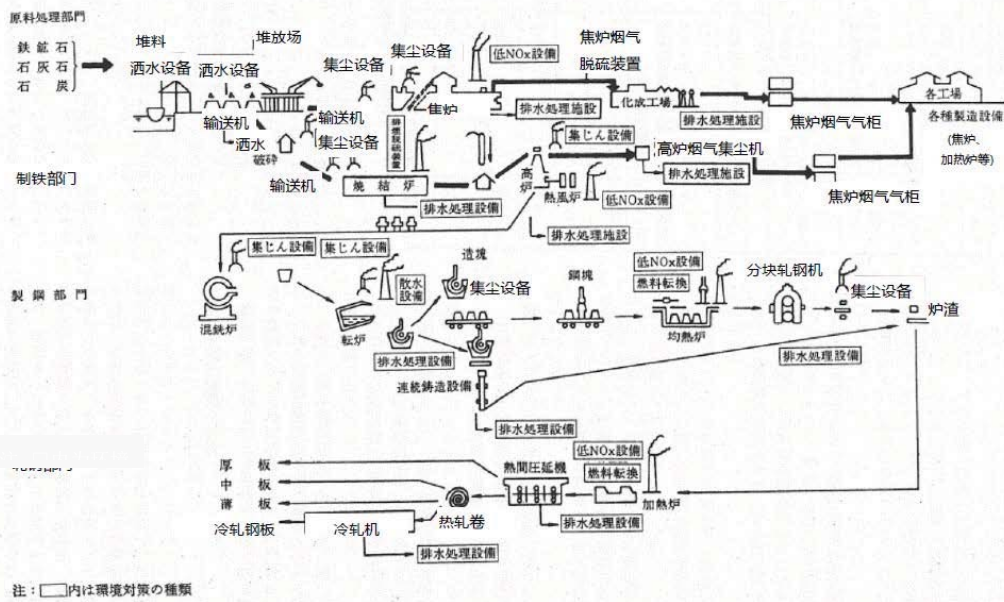 原料処理部門
鉄鉱石
石灰石
石炭
堆料
洒水设备
洒水设备
堆放场
集尘设备
集尘设备
低NOx設備
焦炉烟气
脱硫装置
输送机
输送机
焦炉
排水処理施設
化成工場
排水処理施設
焦炉烟气气柜
各工場
各種製造設備
(焦炉、
加热炉等)
洒水
破砕
集尘设备
排煙脱硫装置
集じん設備
高炉烟气集尘机
制铁部门
输送机
焼結炉
高炉
熱風炉
低NOx設備
排水処理施設
焦炉烟气气柜
排水処理設備
排水処理施設
集じん設備
集じん設備
造塊
散水設備
集尘设备
鋼塊
低NOx設備
燃料転換
分块轧钢机
集尘设备
製鋼部門
混銑炉
転炉
均熱炉
炉渣
排水処理設備
排水処理設備
連続鋳造設備
排水処理設備
厚板
中板
薄板
冷轧钢板
熱間圧延機
低NOx設備
燃料転換
加熱炉
热轧卷
冷轧机
排水処理設備
排水処理設備
注：□内は環境対策の種類